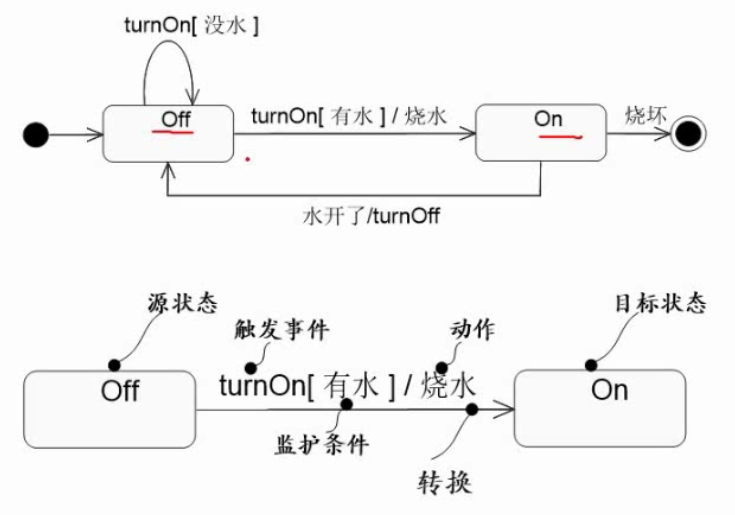 turnOn[ 没水 ]
Off
turnOn[ 有水 ] / 烧水
On
烧坏
水开了/turnOff
源状态
触发事件
动作
目标状态
Off
turnOn[ 有水 ] / 烧水
On
监护条件
转换